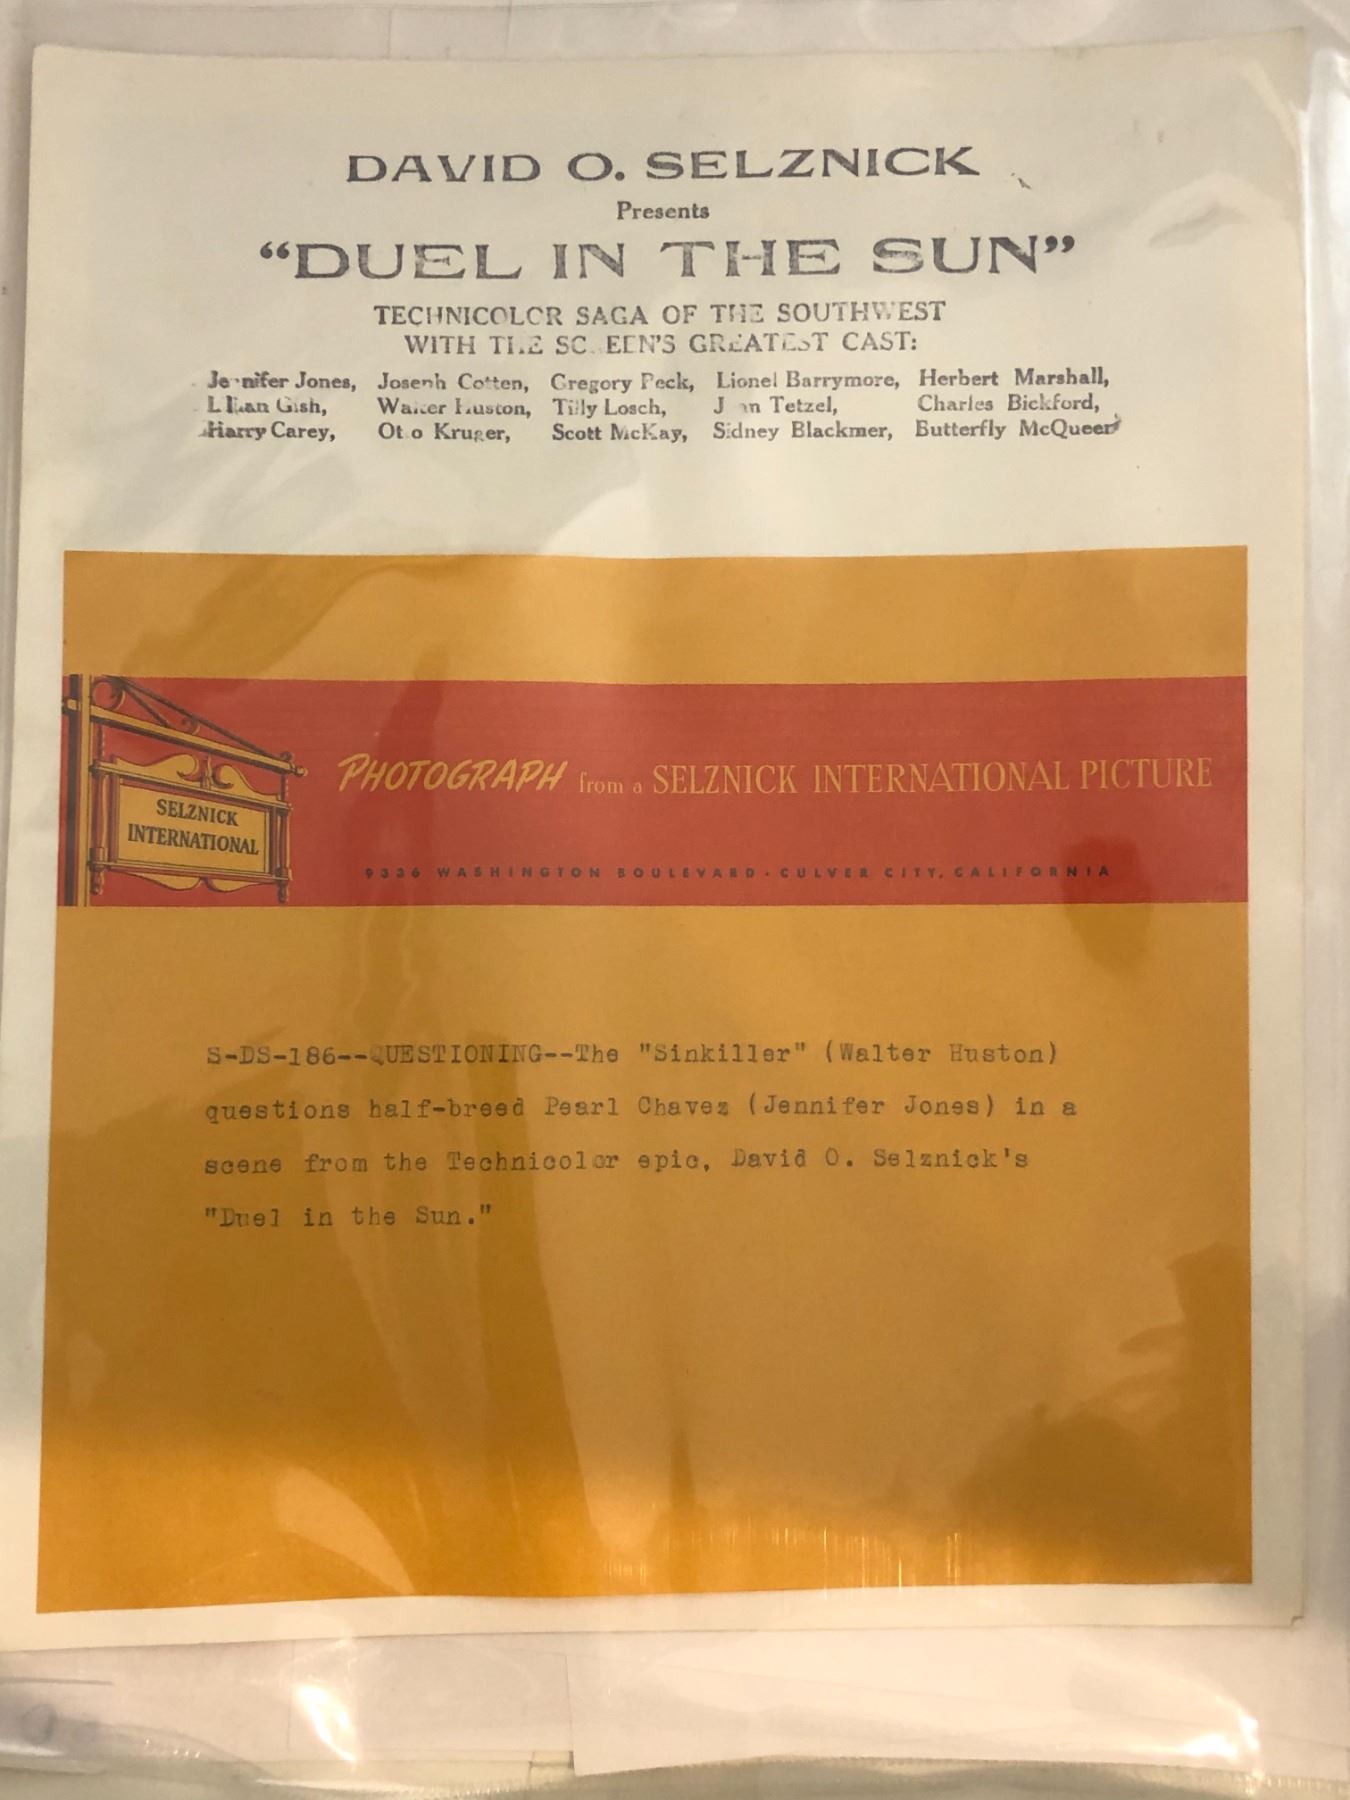 DAVID O. SELZNICK
Presents
“DUEL IN THE SUN”
TECHNICOLOR SAGA OF THE SOUTHWEST
WITH THE SCREEN'S GREATEST CAST:
Jennifer Jones, Joseph Cotten, Gregory Peck, Lionel Barrymore, Herbert Marshall,
Lillian Gish, Walter Huston, Tilly Losch, Joan Tetzel, Charles Bickford,
Harry Carey, Otto Kruger, Scott McKay, Sidney Blackmer, Butterfly McQueen
SELZNICK
INTERNATIONAL
PHOTOGRAPH from a SELZNICK INTERNATIONAL PICTURE
9336 WASHINGTON BOULEVARD · CULVER CITY, CALIFORNIA
S-DS-186--QUESTIONING--The "Sinkiller" (Walter Huston)
questions half-breed Pearl Chavez (Jennifer Jones) in a
scene from the Technicolor epic, David O. Selznick's
"Duel in the Sun."